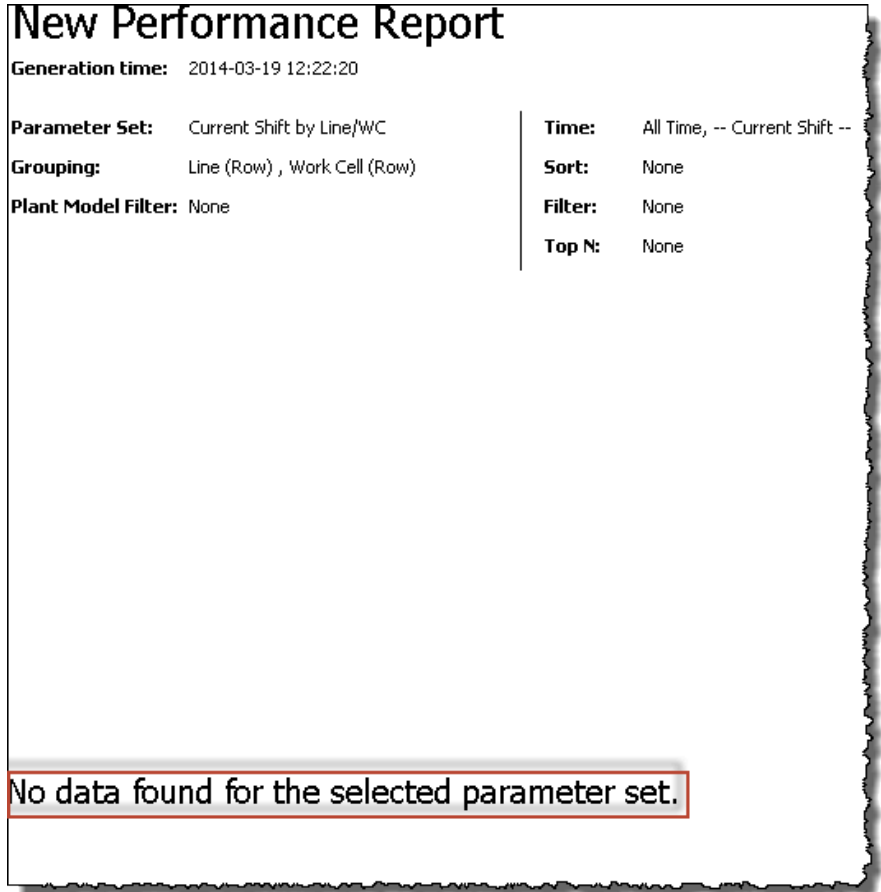 New Performance Report
Generation time: 2014-03-19 12:22:20
Parameter Set: Current Shift by Line/WC
Grouping: Line (Row) , Work Cell (Row)
Plant Model Filter: None
Time: All Time, -- Current Shift --
Sort: None
Filter: None
Top N: None
No data found for the selected parameter set.